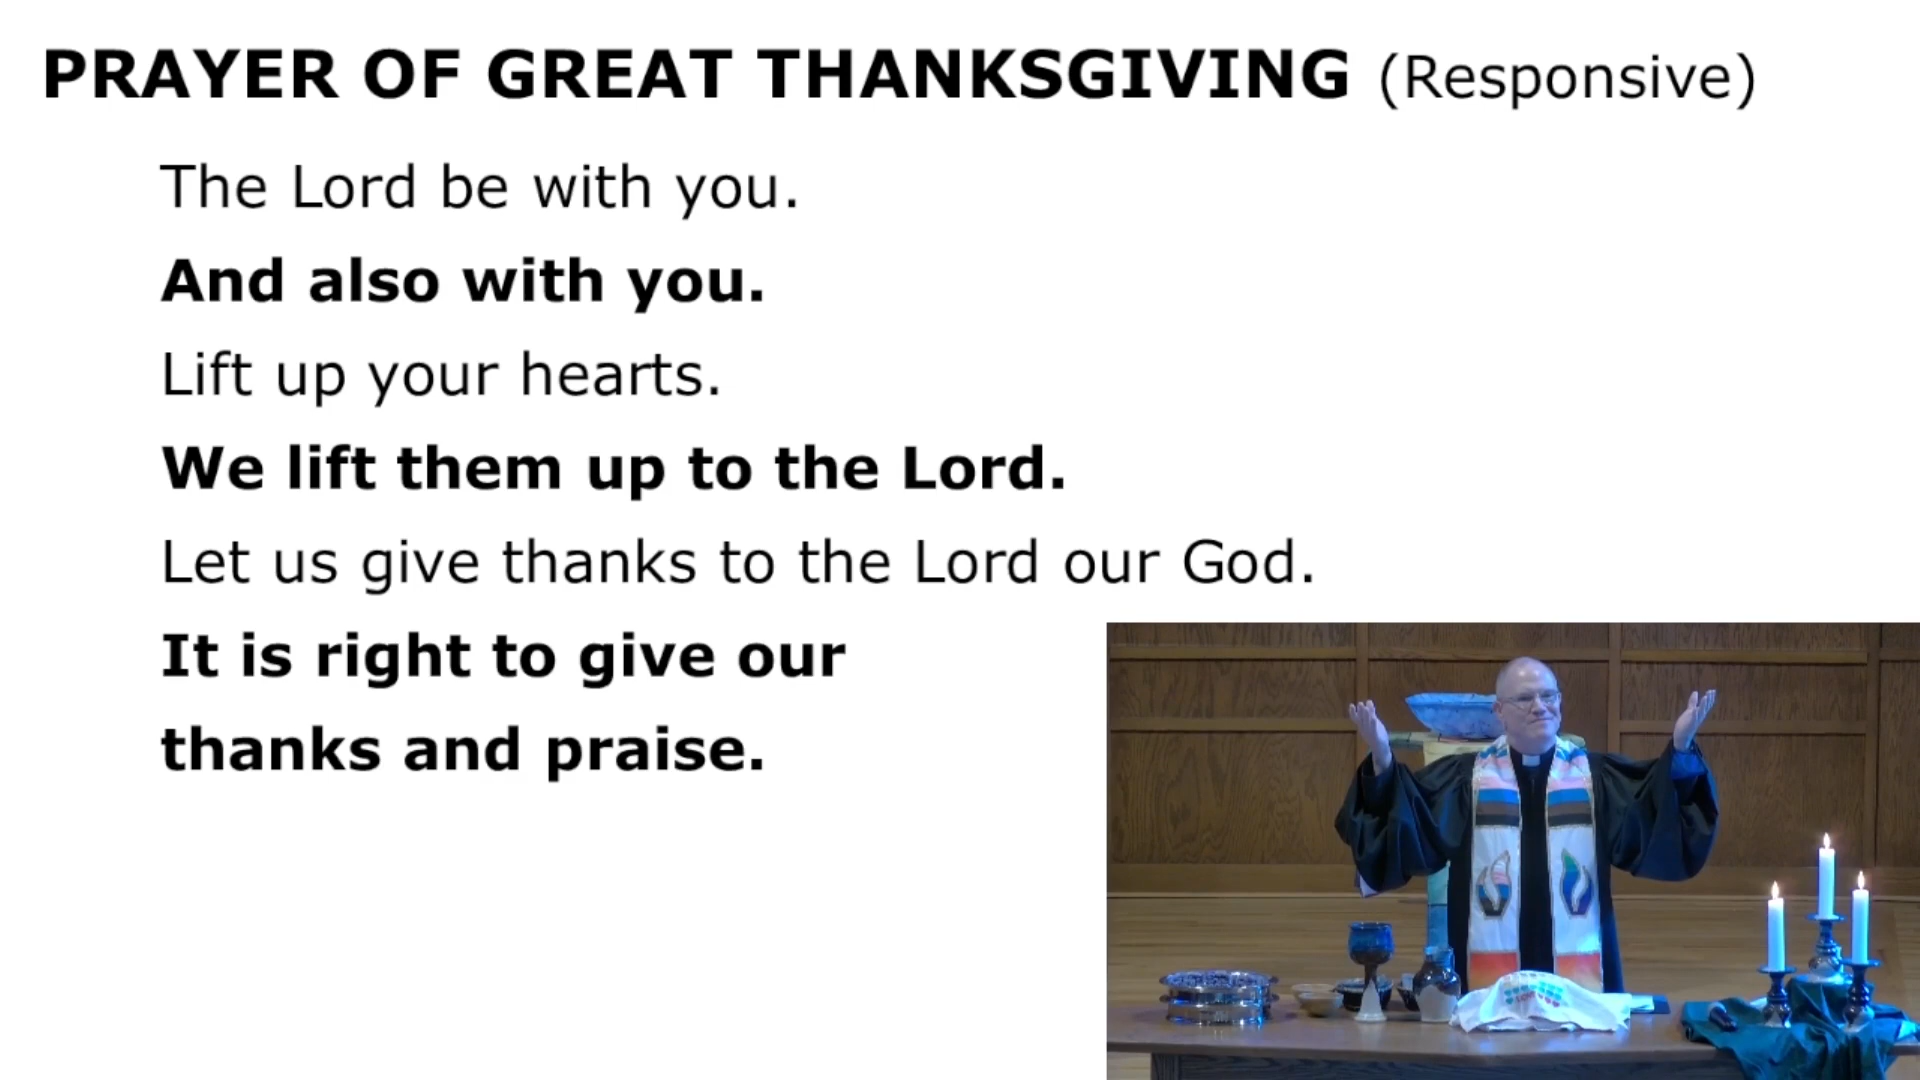 PRAYER OF GREAT THANKSGIVING (Responsive)
The Lord be with you.
And also with you.
Lift up your hearts.
We lift them up to the Lord.
Let us give thanks to the Lord our God.
It is right to give our
thanks and praise.